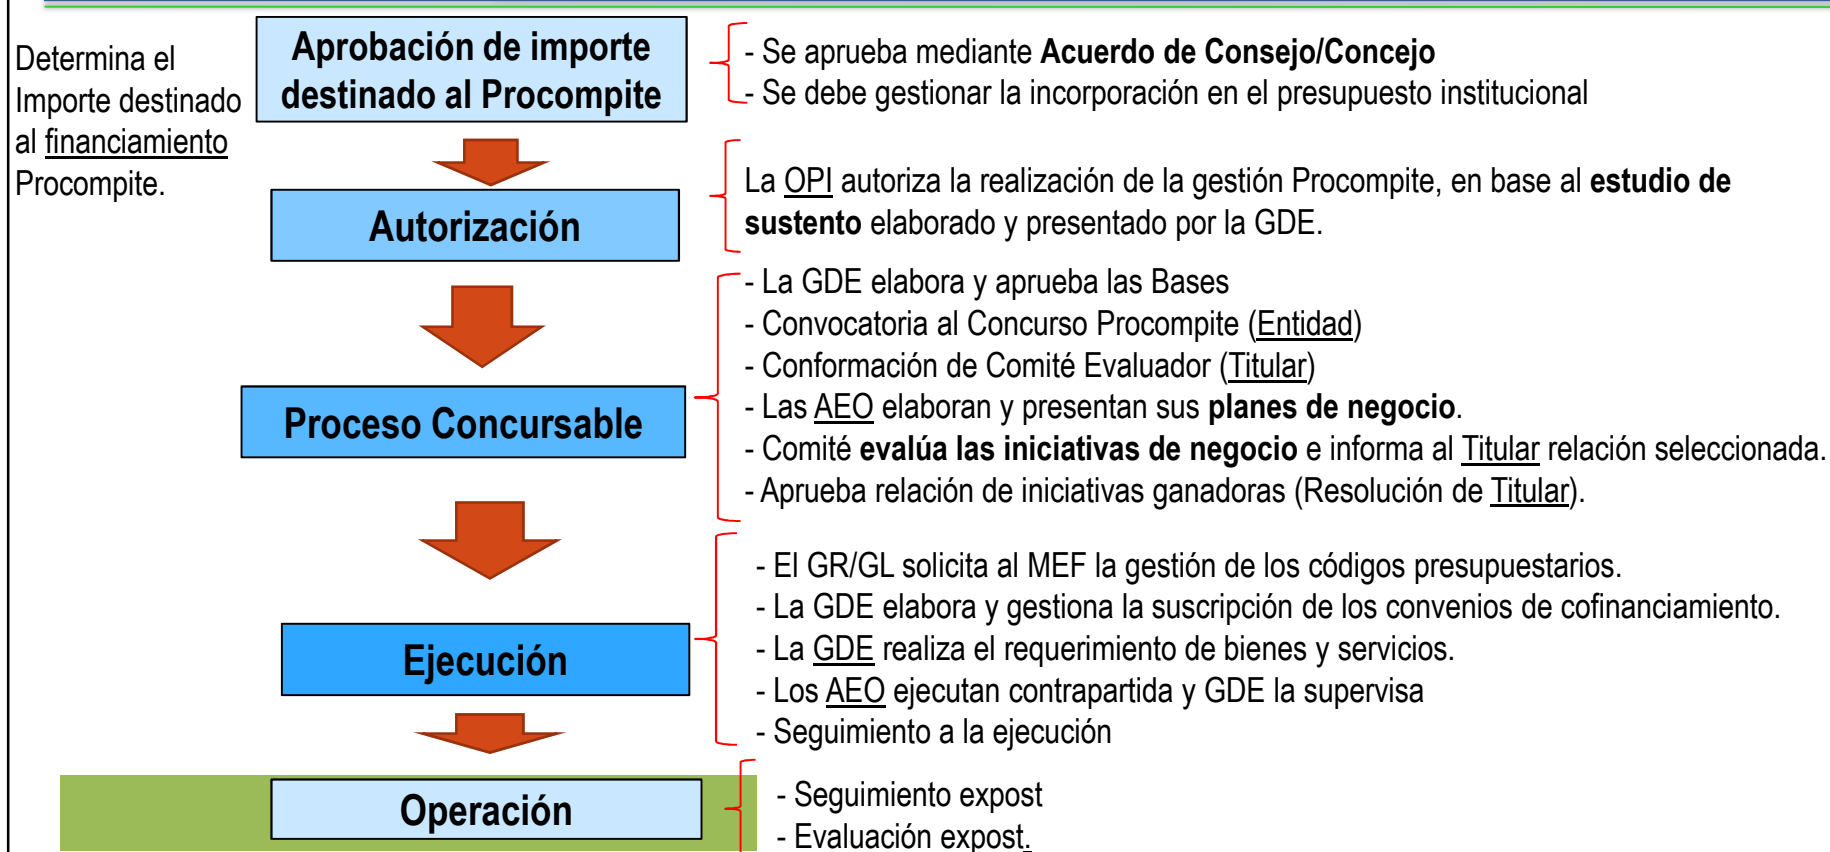 Determina el
Importe destinado
al financiamiento
Procompite.
Aprobación de importe
destinado al Procompite
- Se aprueba mediante Acuerdo de Consejo/Concejo
- Se debe gestionar la incorporación en el presupuesto institucional
Autorización
La OPI autoriza la realización de la gestión Procompite, en base al estudio de
sustento elaborado y presentado por la GDE.
Proceso Concursable
- La GDE elabora y aprueba las Bases
- Convocatoria al Concurso Procompite (Entidad)
- Conformación de Comité Evaluador (Titular)
- Las AEO elaboran y presentan sus planes de negocio.
- Comité evalúa las iniciativas de negocio e informa al Titular relación seleccionada.
- Aprueba relación de iniciativas ganadoras (Resolución de Titular).
Ejecución
- El GR/GL solicita al MEF la gestión de los códigos presupuestarios.
- La GDE elabora y gestiona la suscripción de los convenios de cofinanciamiento.
- La GDE realiza el requerimiento de bienes y servicios.
- Los AEO ejecutan contrapartida y GDE la supervisa
- Seguimiento a la ejecución
Operación
- Seguimiento expost
- Evaluación expost.